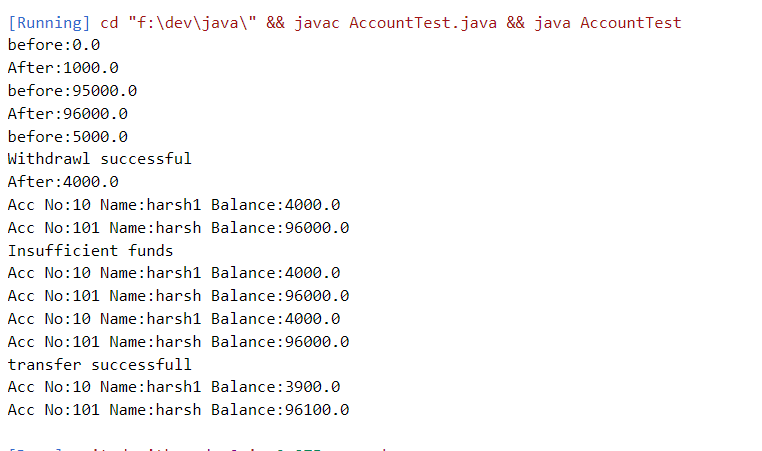 [Running] cd "f:\dev\java\" && javac AccountTest.java && java AccountTest
before:0.0
After:1000.0
before:95000.0
After:96000.0
before:5000.0
Withdrawl successful
After:4000.0
Acc No:10 Name:harsh1 Balance:4000.0
Acc No:101 Name:harsh Balance:96000.0
Insufficient funds
Acc No:10 Name:harsh1 Balance:4000.0
Acc No:101 Name:harsh Balance:96000.0
Acc No:10 Name:harsh1 Balance:4000.0
Acc No:101 Name:harsh Balance:96000.0
transfer successfull
Acc No:10 Name:harsh1 Balance:3900.0
Acc No:101 Name:harsh Balance:96100.0